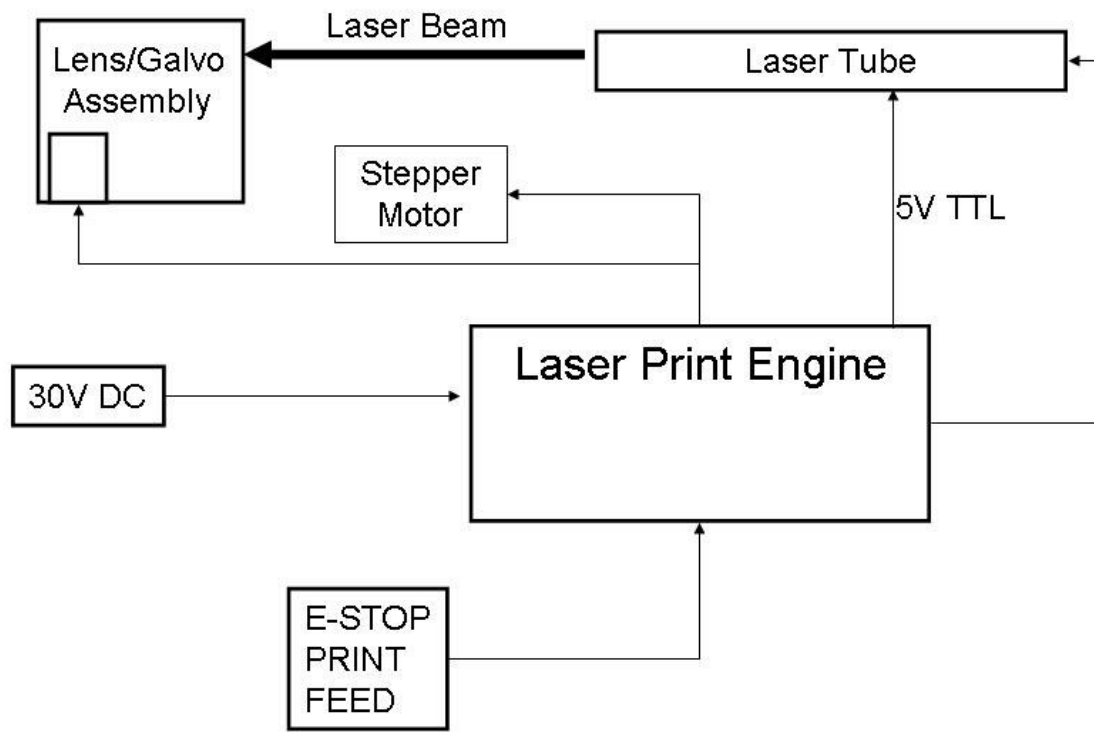 Laser Beam
Lens/Galvo
Assembly
Laser Tube
Stepper
Motor
5V TTL
Laser Print Engine
30V DC
E-STOP
PRINT
FEED